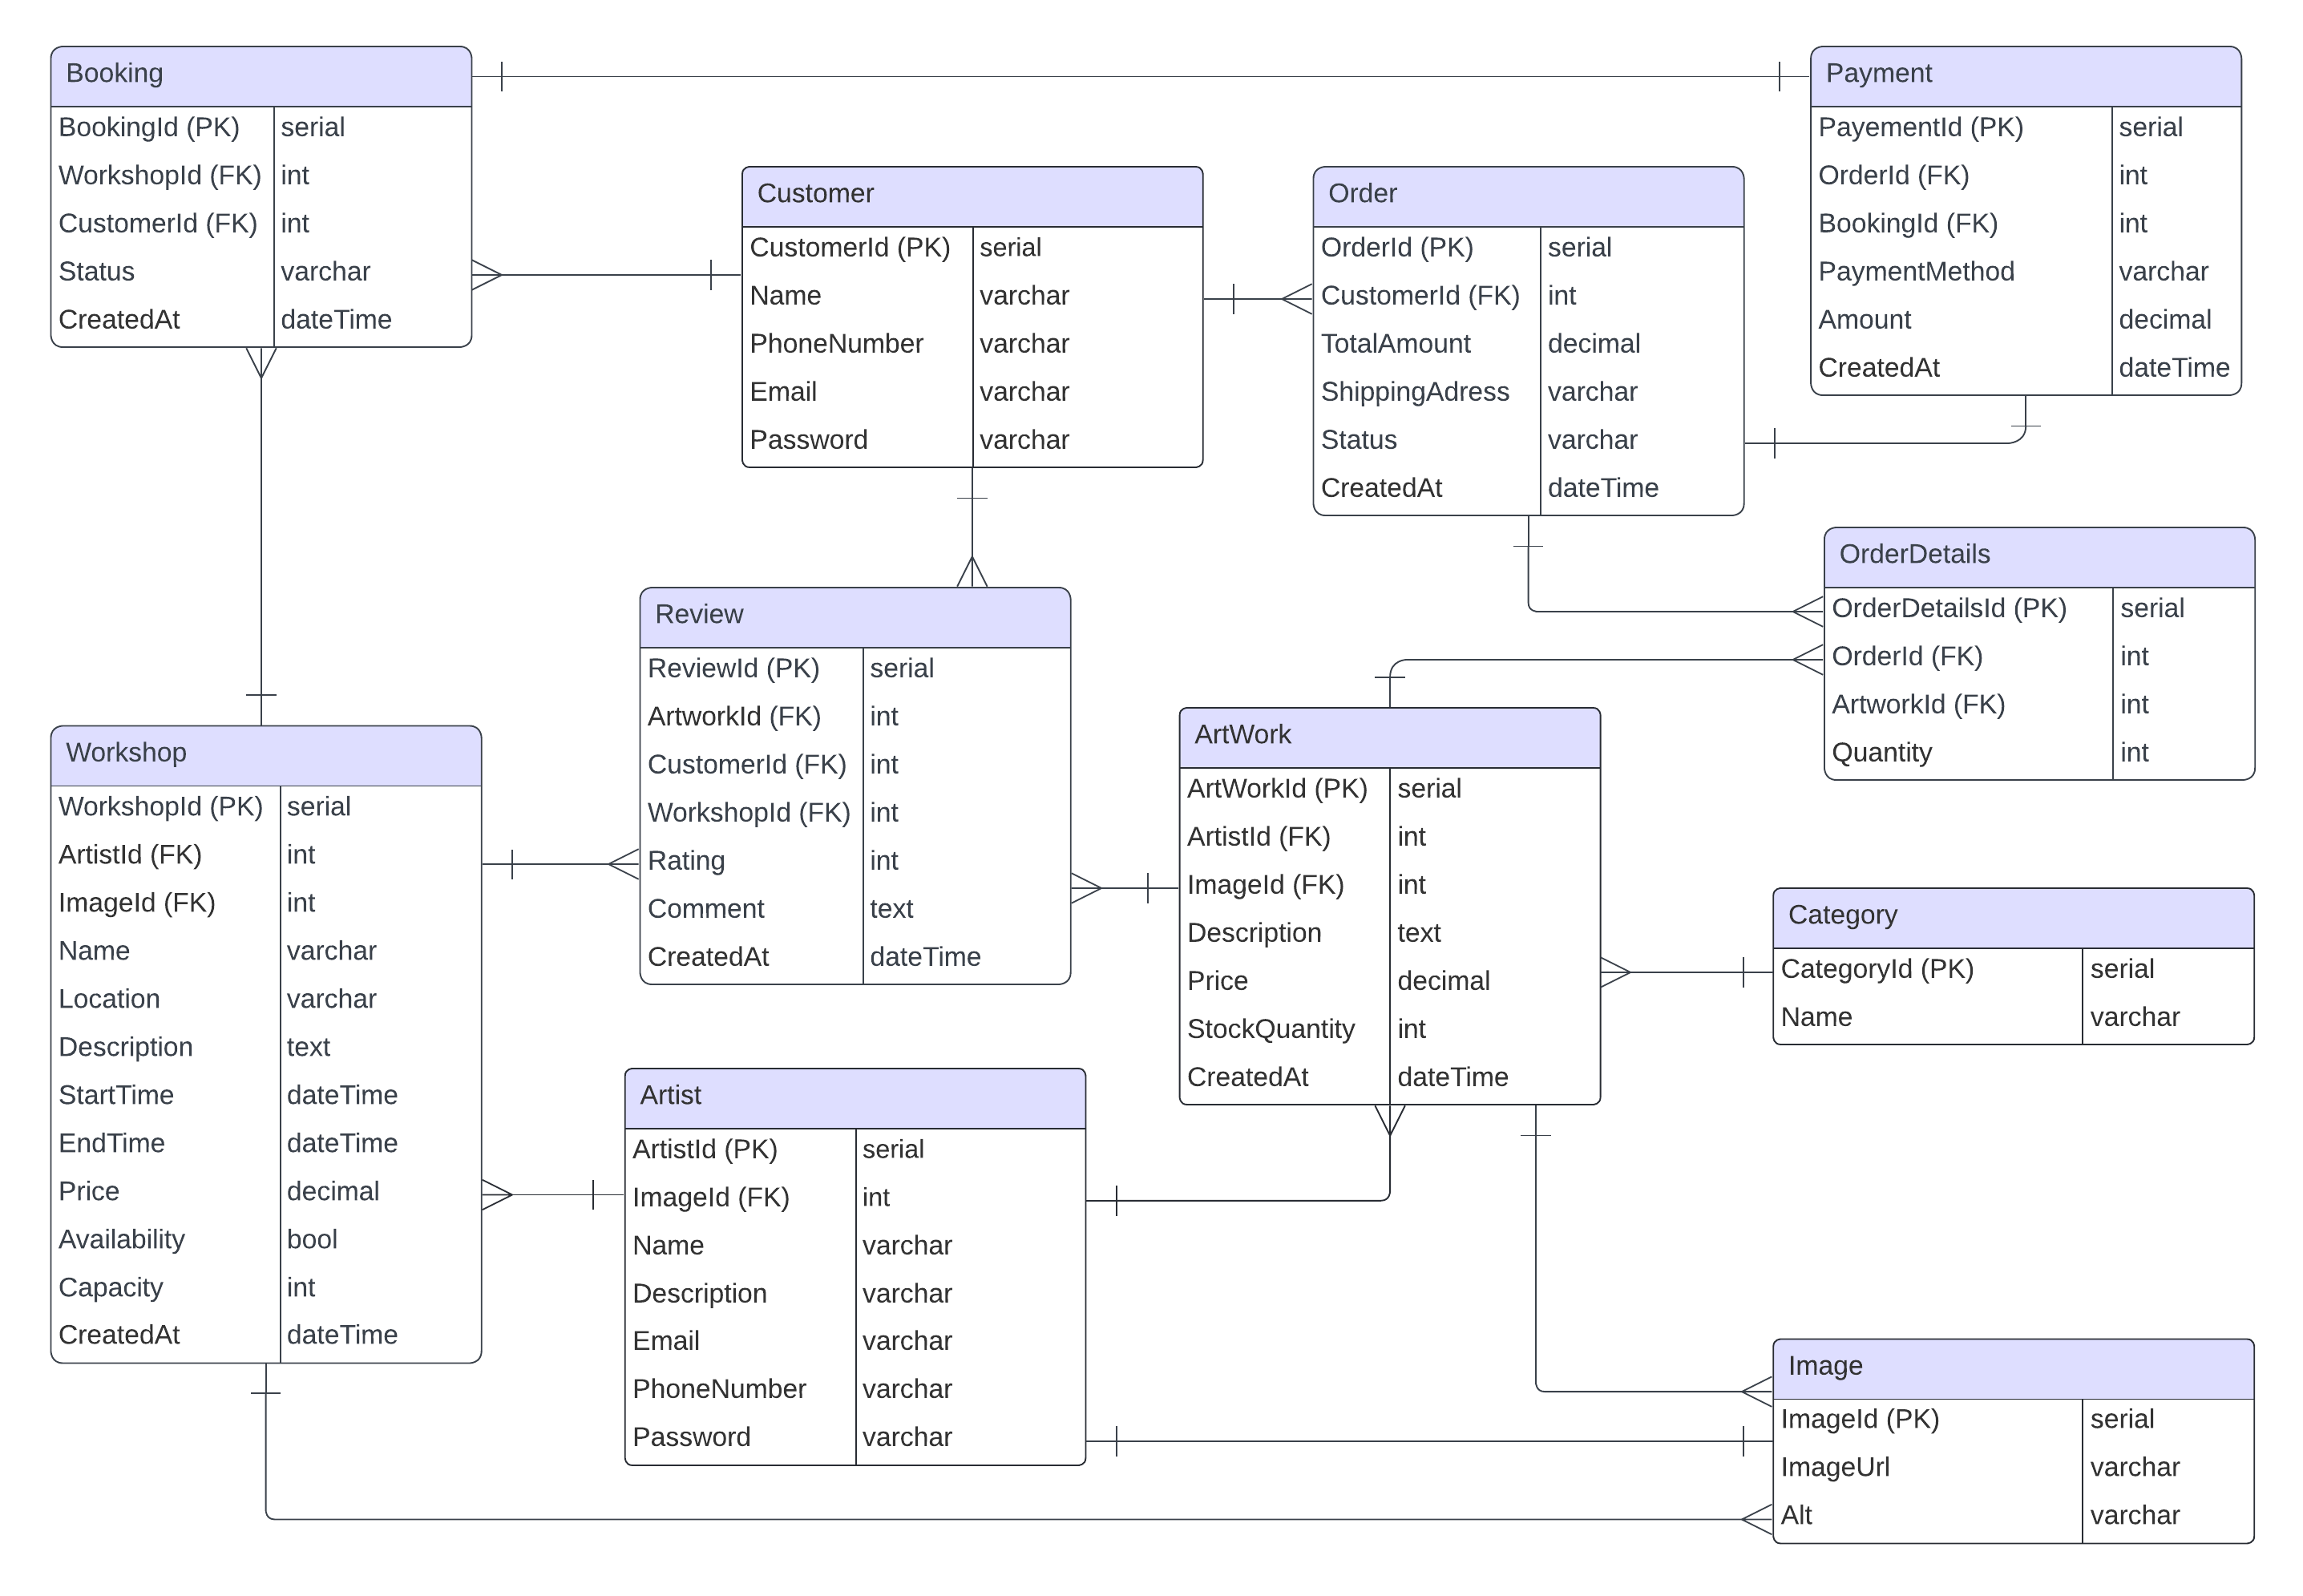 Booking
BookingId (PK) serial
WorkshopId (FK) int
CustomerId (FK) int
Status varchar
CreatedAt dateTime
Payment
PayementId (PK) serial
OrderId (FK) int
BookingId (FK) int
PaymentMethod varchar
Amount decimal
CreatedAt dateTime
Customer
CustomerId (PK) serial
Name varchar
PhoneNumber varchar
Email varchar
Password varchar
Order
OrderId (PK) serial
CustomerId (FK) int
TotalAmount decimal
ShippingAdress varchar
Status varchar
CreatedAt dateTime
OrderDetails
OrderDetailsId (PK) serial
OrderId (FK) int
ArtworkId (FK) int
Quantity int
Review
ReviewId (PK) serial
ArtworkId (FK) int
CustomerId (FK) int
WorkshopId (FK) int
Rating int
Comment text
CreatedAt dateTime
ArtWork
ArtWorkId (PK) serial
ArtistId (FK) int
ImageId (FK) int
Description text
Price decimal
StockQuantity int
CreatedAt dateTime
Workshop
WorkshopId (PK) serial
ArtistId (FK) int
ImageId (FK) int
Name varchar
Location varchar
Description text
StartTime dateTime
EndTime dateTime
Price decimal
Availability bool
Capacity int
CreatedAt dateTime
Category
CategoryId (PK) serial
Name varchar
Artist
ArtistId (PK) serial
ImageId (FK) int
Name varchar
Description varchar
Email varchar
PhoneNumber varchar
Password varchar
Image
ImageId (PK) serial
ImageUrl varchar
Alt varchar